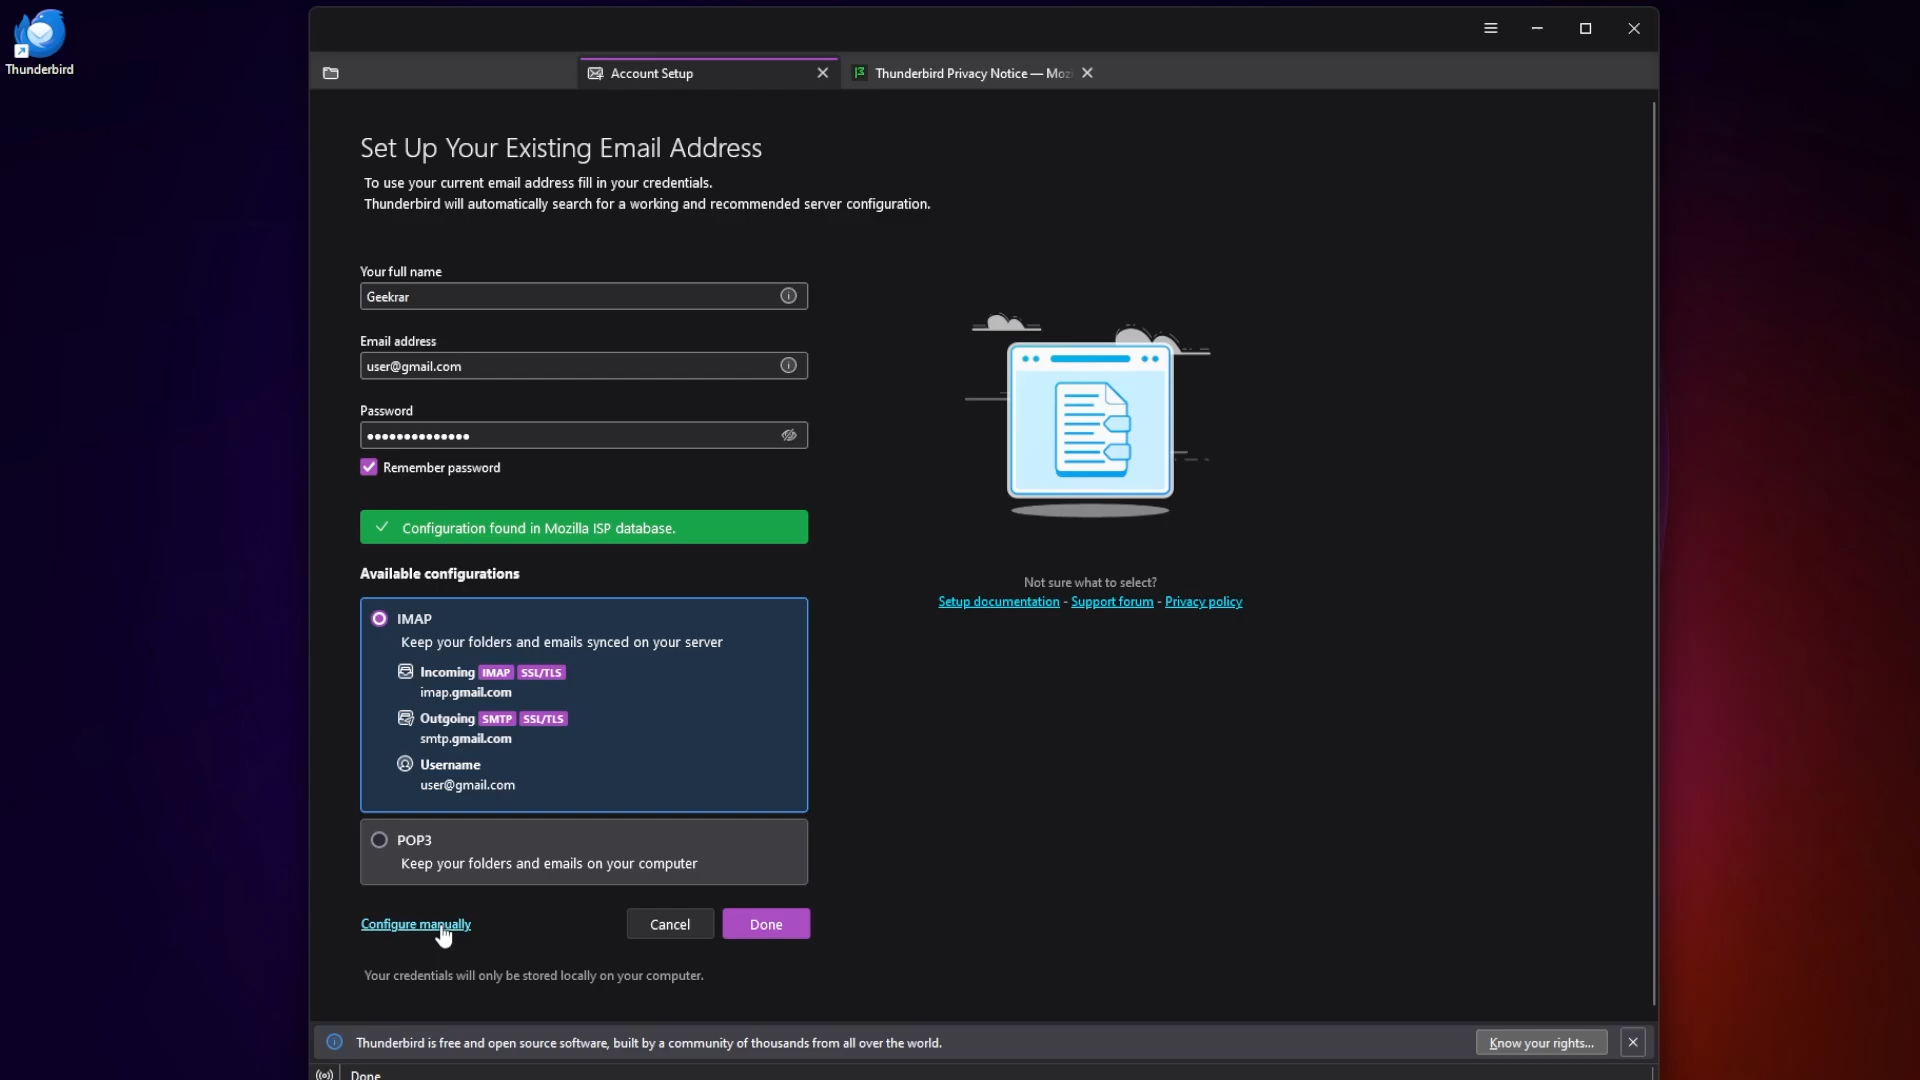 Thunderbird
Account Setup
Thunderbird Privacy Notice — Moz
Set Up Your Existing Email Address
To use your current email address fill in your credentials.
Thunderbird will automatically search for a working and recommended server configuration.
Your full name
Geekrar
Email address
user@gmail.com
Password
••••••••••••••
Remember password
Configuration found in Mozilla ISP database.
Available configurations
IMAP
Keep your folders and emails synced on your server
Incoming IMAP SSL/TLS
imap.gmail.com
Outgoing SMTP SSL/TLS
smtp.gmail.com
Username
user@gmail.com
POP3
Keep your folders and emails on your computer
Configure manually
Cancel
Done
Your credentials will only be stored locally on your computer.
Not sure what to select?
Setup documentation - Support forum - Privacy policy
Thunderbird is free and open source software, built by a community of thousands from all over the world.
Know your rights...
Done